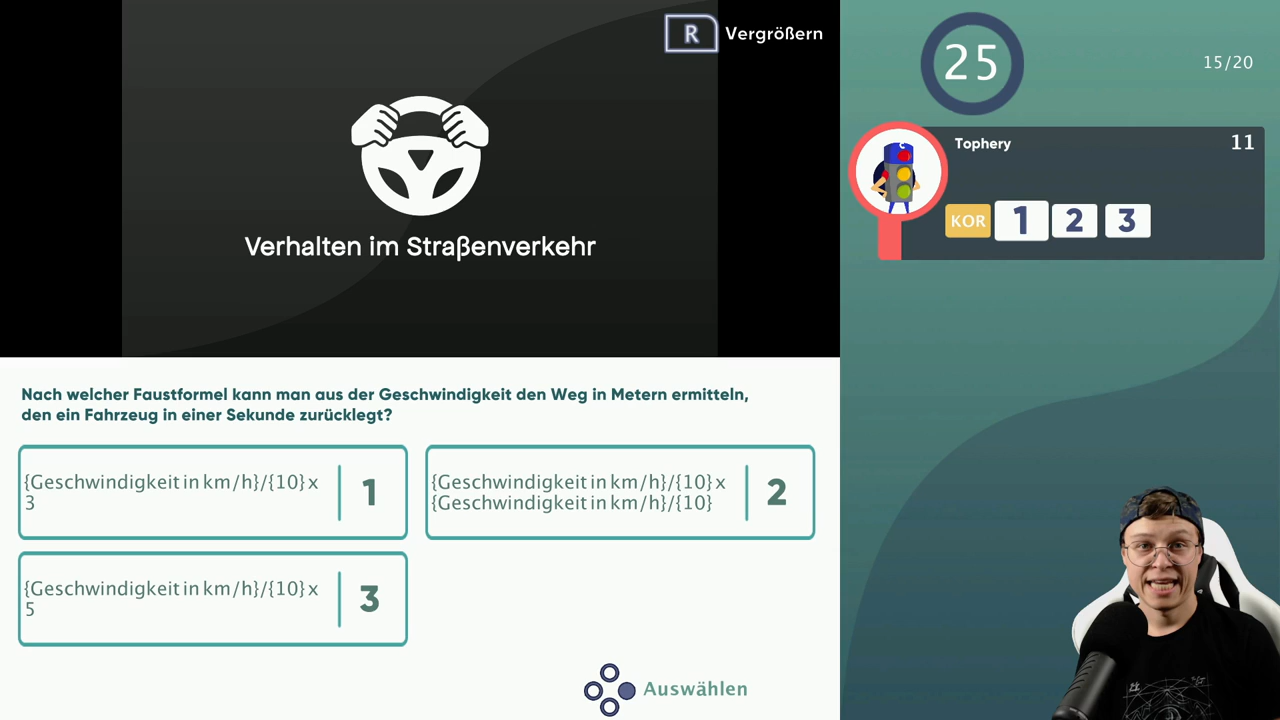 R Vergrößern
25
15/20
Tophery 11
KOR 1 2 3
Verhalten im Straßenverkehr
Nach welcher Faustformel kann man aus der Geschwindigkeit den Weg in Metern ermitteln,
den ein Fahrzeug in einer Sekunde zurücklegt?
{Geschwindigkeit in km/h}/{10} x
3
1
{Geschwindigkeit in km/h}/{10} x
{Geschwindigkeit in km/h}/{10}
2
{Geschwindigkeit in km/h}/{10} x
5
3
Auswählen